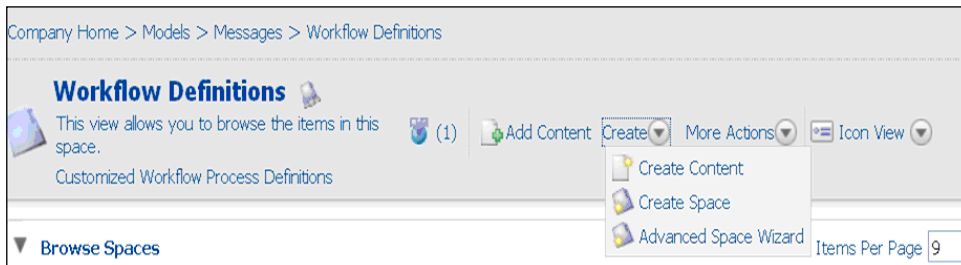 Company Home > Models > Messages > Workflow Definitions
Workflow Definitions
This view allows you to browse the items in this
space.
Customized Workflow Process Definitions
(1)
Add Content
Create
More Actions
Icon View
Create Content
Create Space
Advanced Space Wizard
Browse Spaces
Items Per Page 9